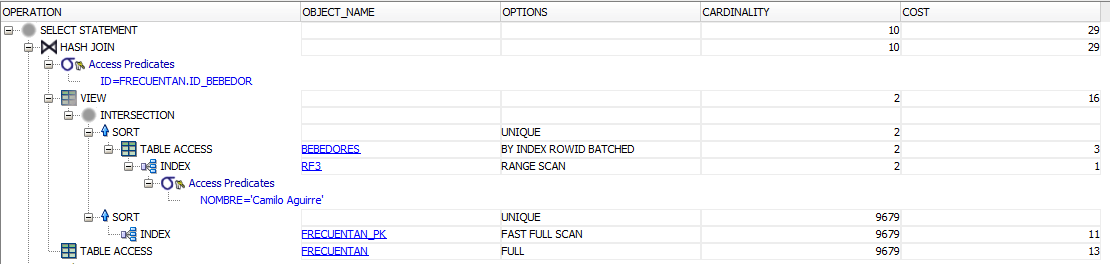 OPERATION OBJECT_NAME OPTIONS CARDINALITY COST
SELECT STATEMENT 10 29
HASH JOIN 10 29
Access Predicates
ID=FRECUENTAN.ID_BEBEDOR
VIEW 2 16
INTERSECTION
SORT UNIQUE 2
TABLE ACCESS BEBEDORES BY INDEX ROWID BATCHED 2 3
INDEX RF3 RANGE SCAN 2 1
Access Predicates
NOMBRE='Camilo Aguirre'
SORT UNIQUE 9679
INDEX FRECUENTAN_PK FAST FULL SCAN 9679 11
TABLE ACCESS FRECUENTAN FULL 9679 13